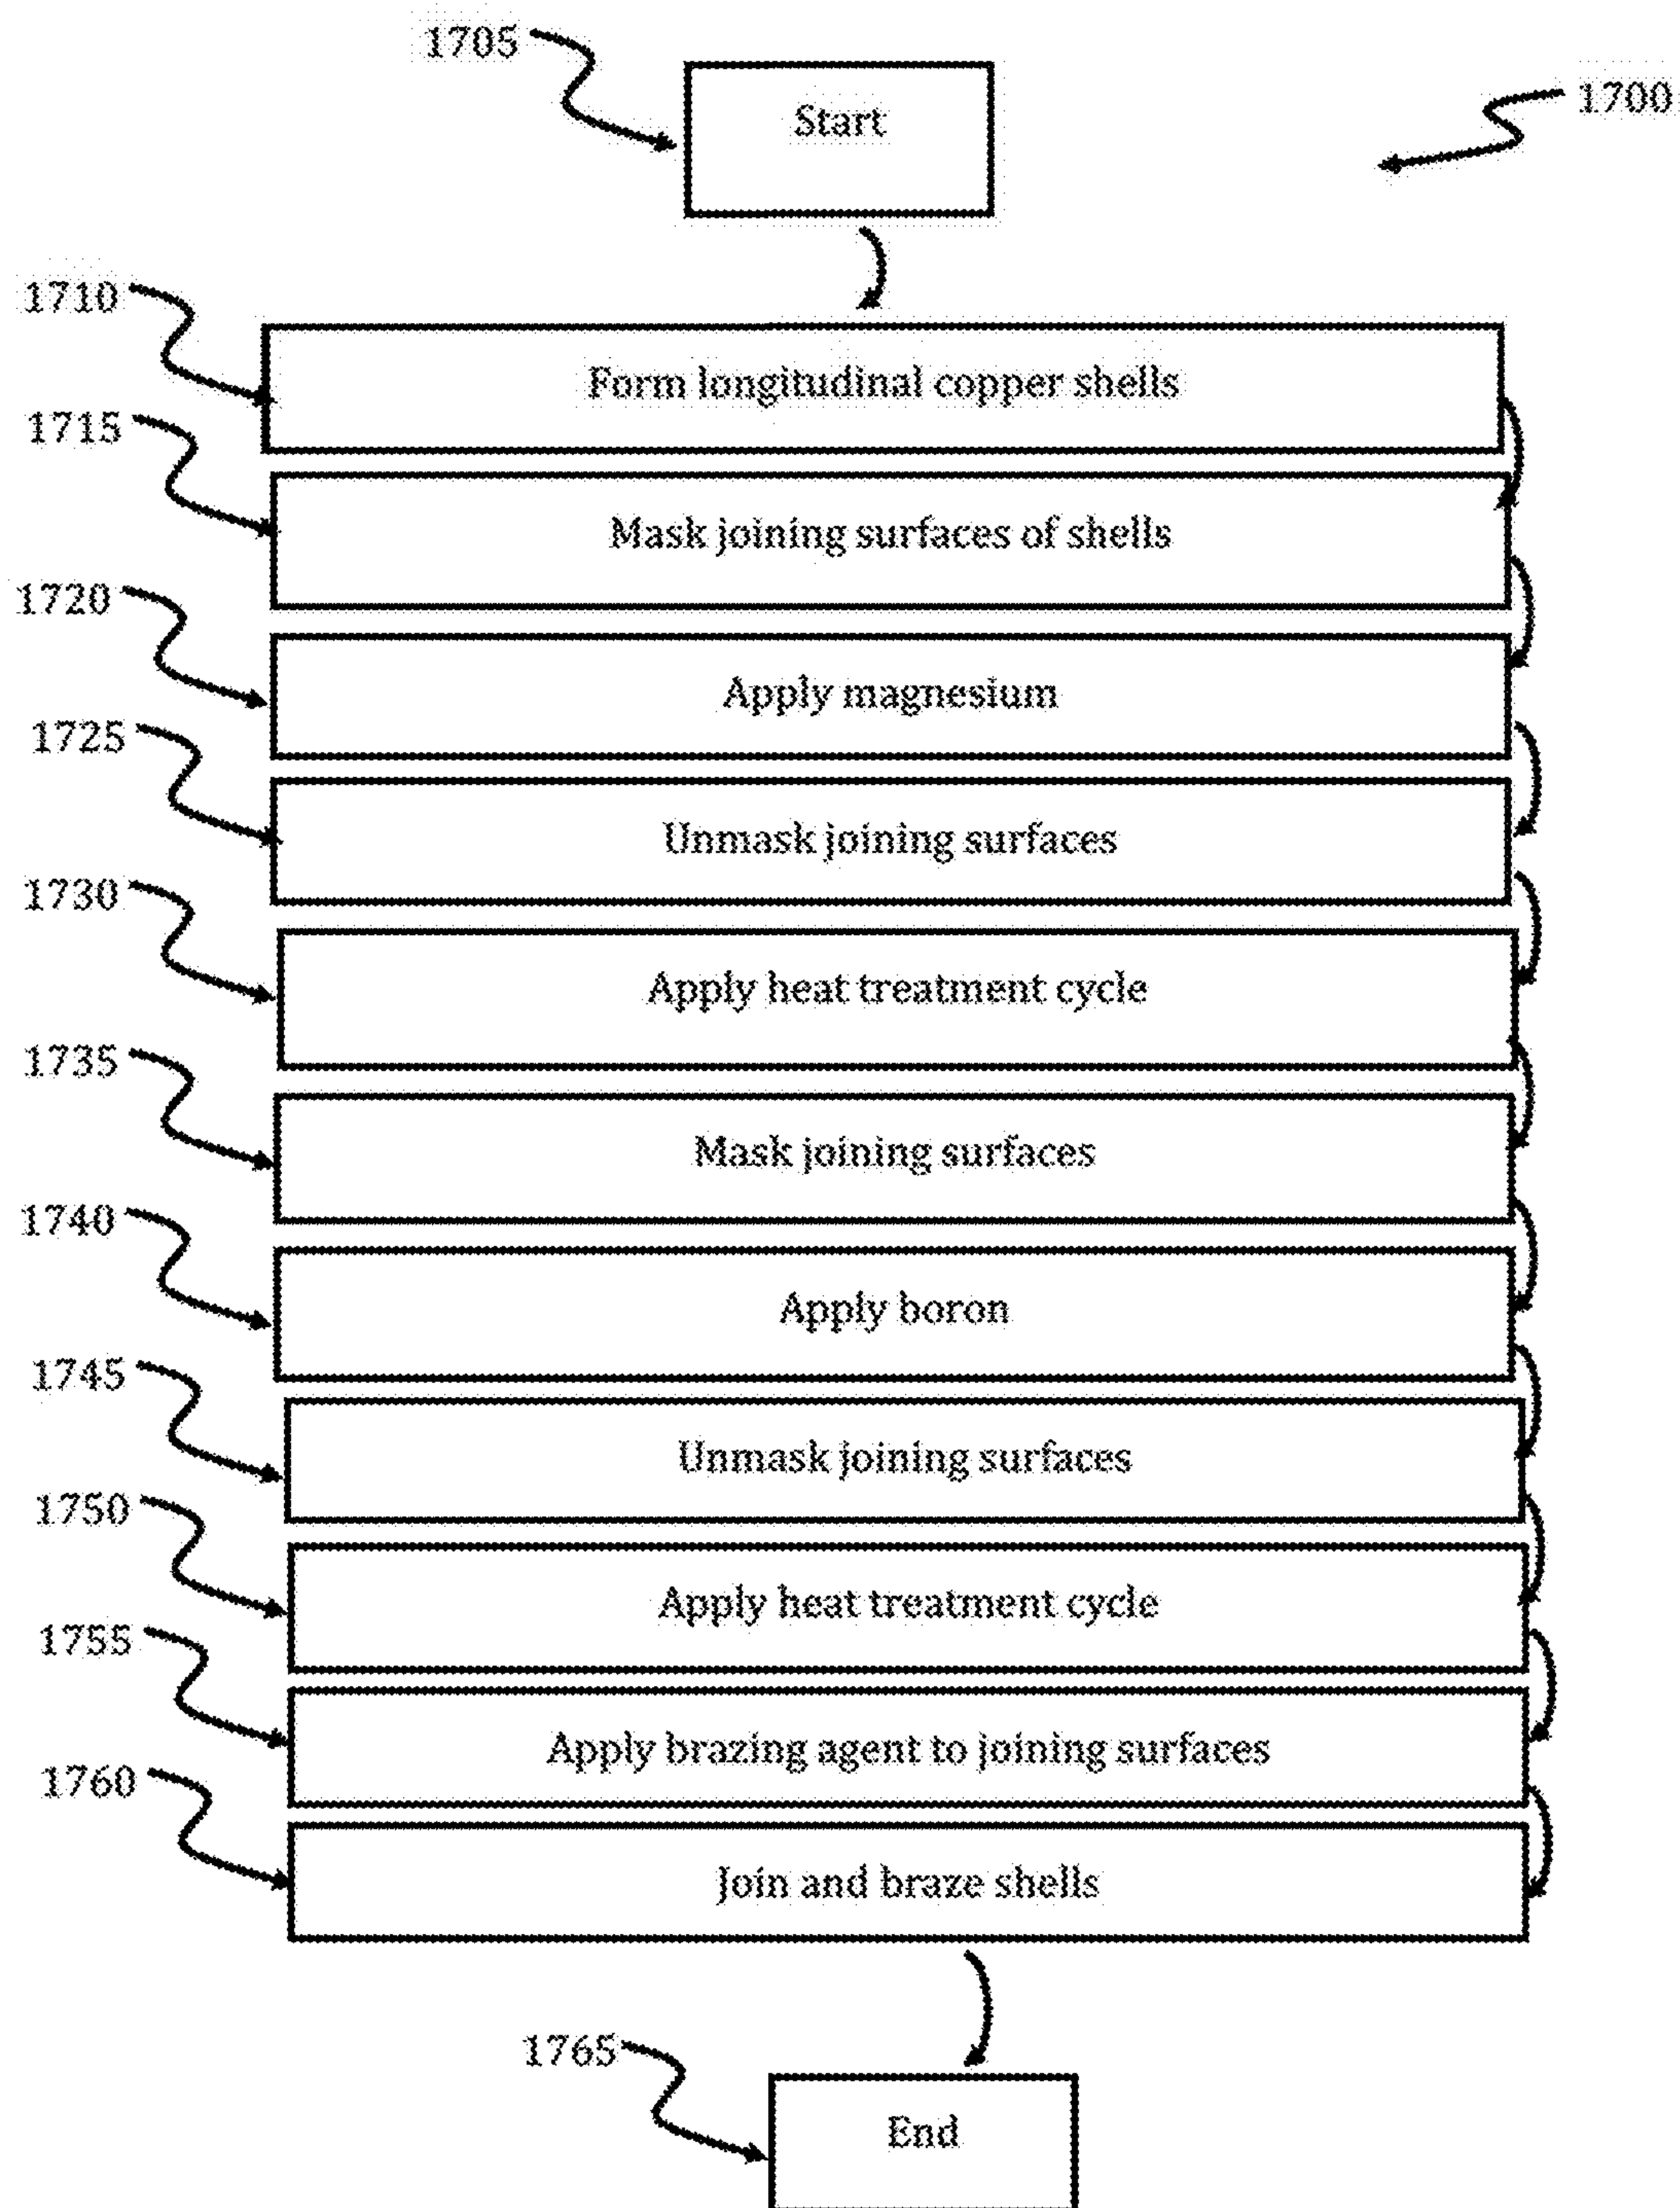 1705
Start
1700
1710
Form longitudinal copper shells
1715
Mask joining surfaces of shells
1720
Apply magnesium
1725
Unmask joining surfaces
1730
Apply heat treatment cycle
1735
Mask joining surfaces
1740
Apply boron
1745
Unmask joining surfaces
1750
Apply heat treatment cycle
1755
Apply brazing agent to joining surfaces
1760
Join and braze shells
1765
End